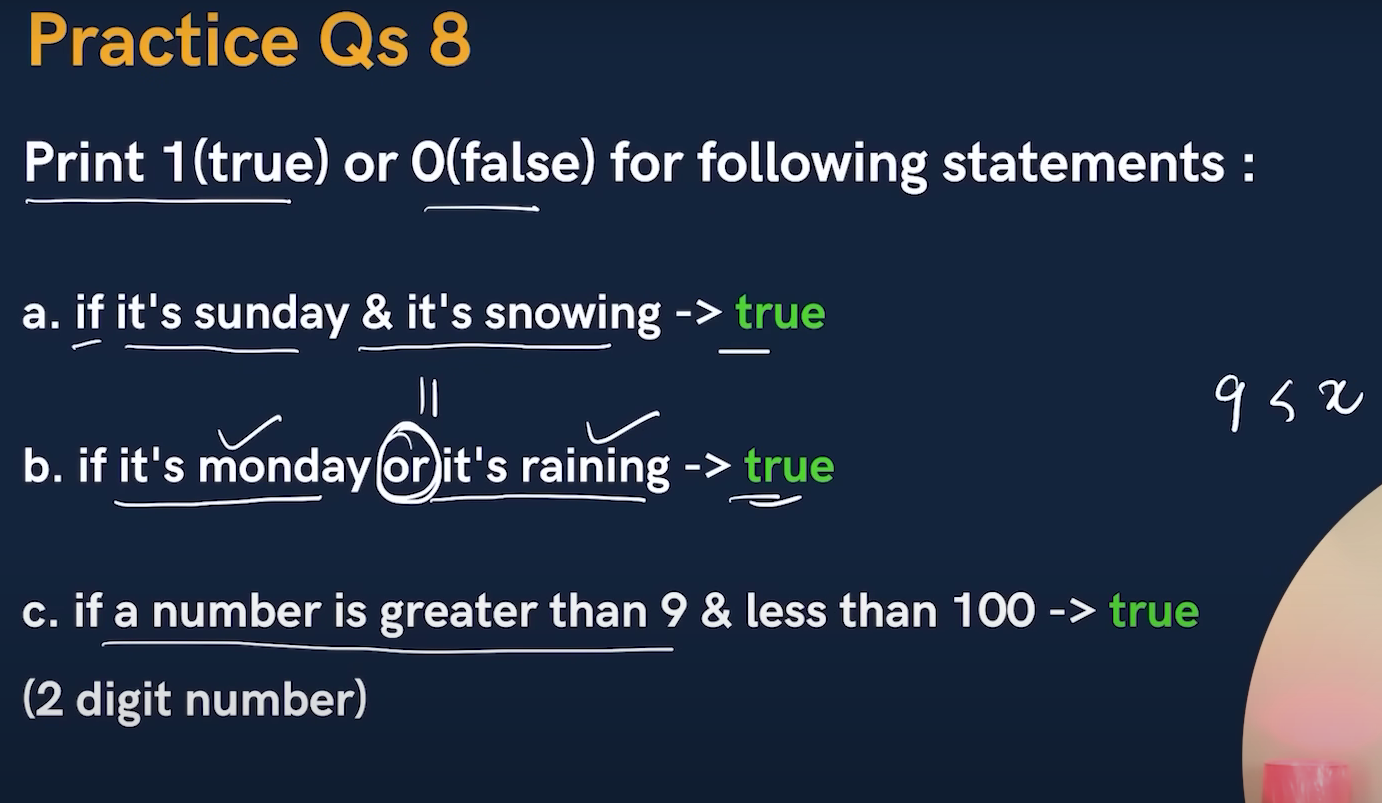 Practice Qs 8
Print 1(true) or 0(false) for following statements :
a. if it's sunday & it's snowing -> true
||
9 < x
b. if it's monday or it's raining -> true
c. if a number is greater than 9 & less than 100 -> true
(2 digit number)